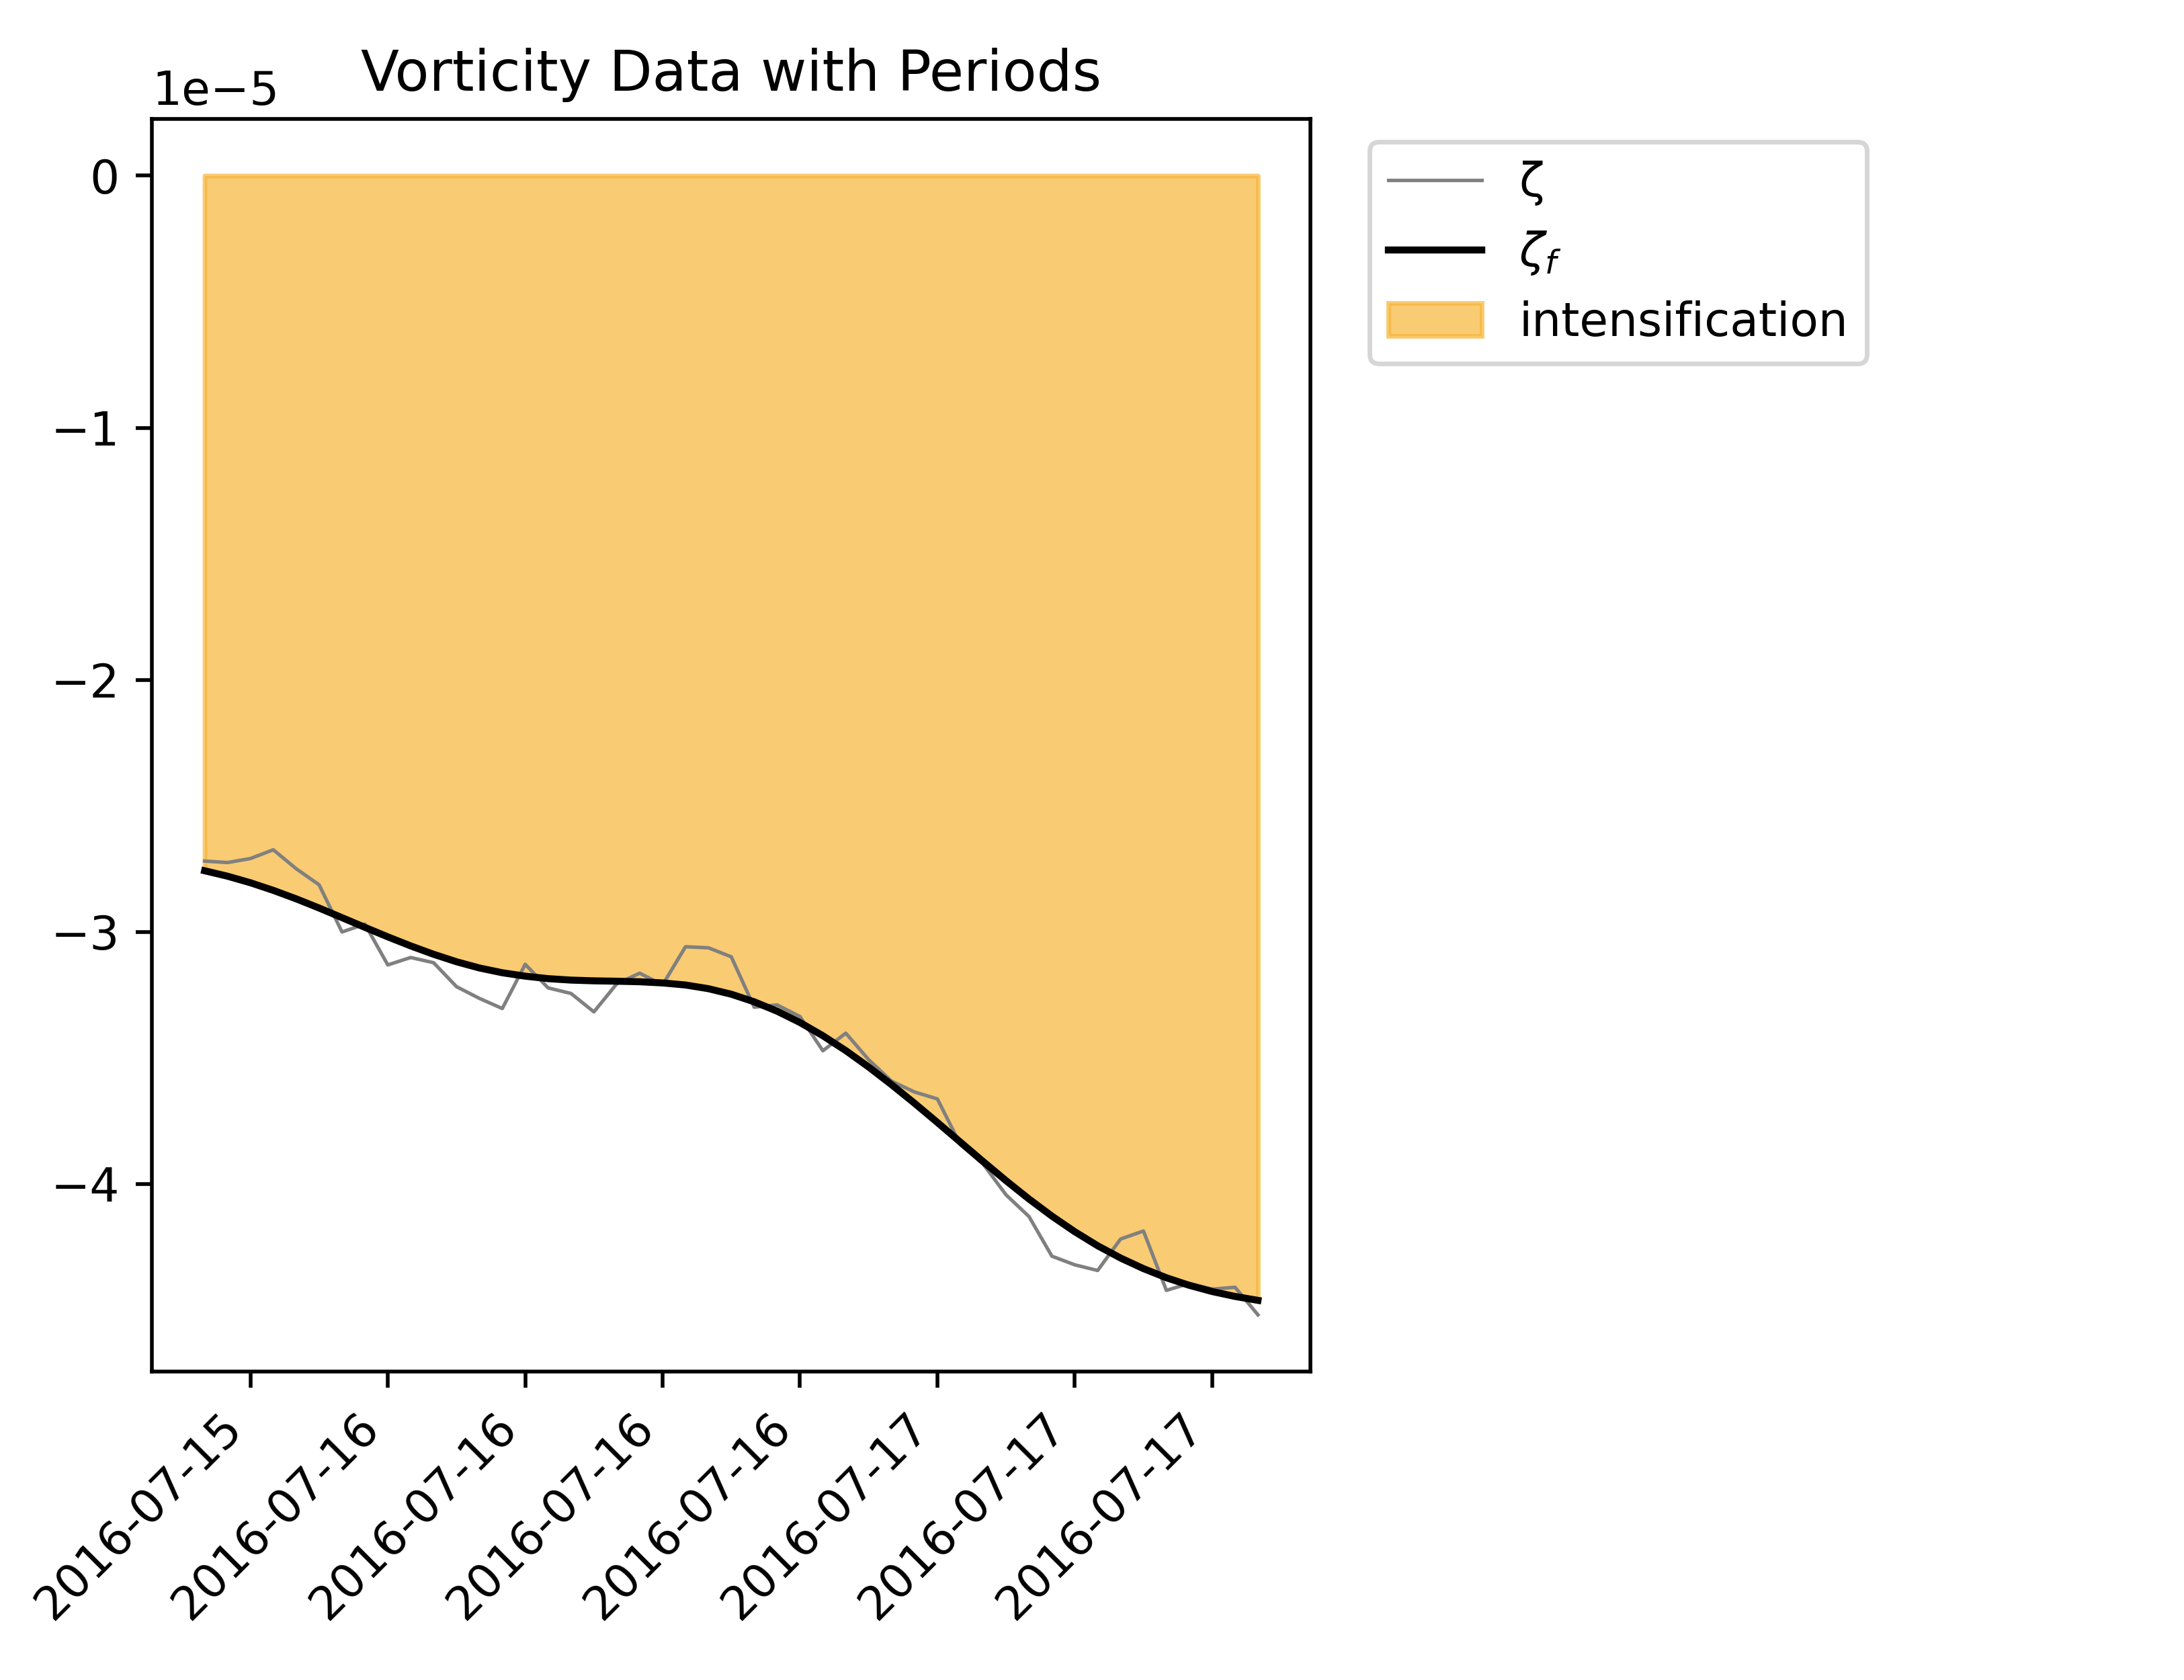 Vorticity Data with Periods
1e−5
0
−1
−2
−3
−4
2016-07-15
2016-07-16
2016-07-16
2016-07-16
2016-07-16
2016-07-17
2016-07-17
2016-07-17
ζ
ζf
intensification